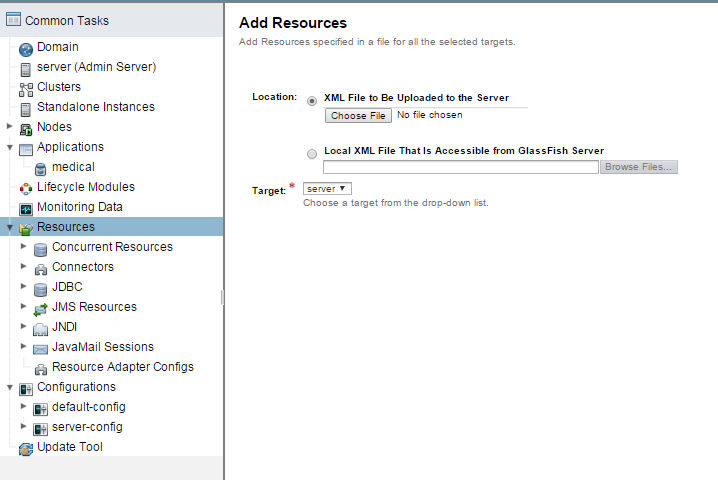 Common Tasks
Domain
server (Admin Server)
Clusters
Standalone Instances
Nodes
Applications
medical
Lifecycle Modules
Monitoring Data
Resources
Concurrent Resources
Connectors
JDBC
JMS Resources
JNDI
JavaMail Sessions
Resource Adapter Configs
Configurations
default-config
server-config
Update Tool
Add Resources
Add Resources specified in a file for all the selected targets.
Location: XML File to Be Uploaded to the Server
Choose File No file chosen
Local XML File That Is Accessible from GlassFish Server
Browse Files...
Target: * server
Choose a target from the drop-down list.